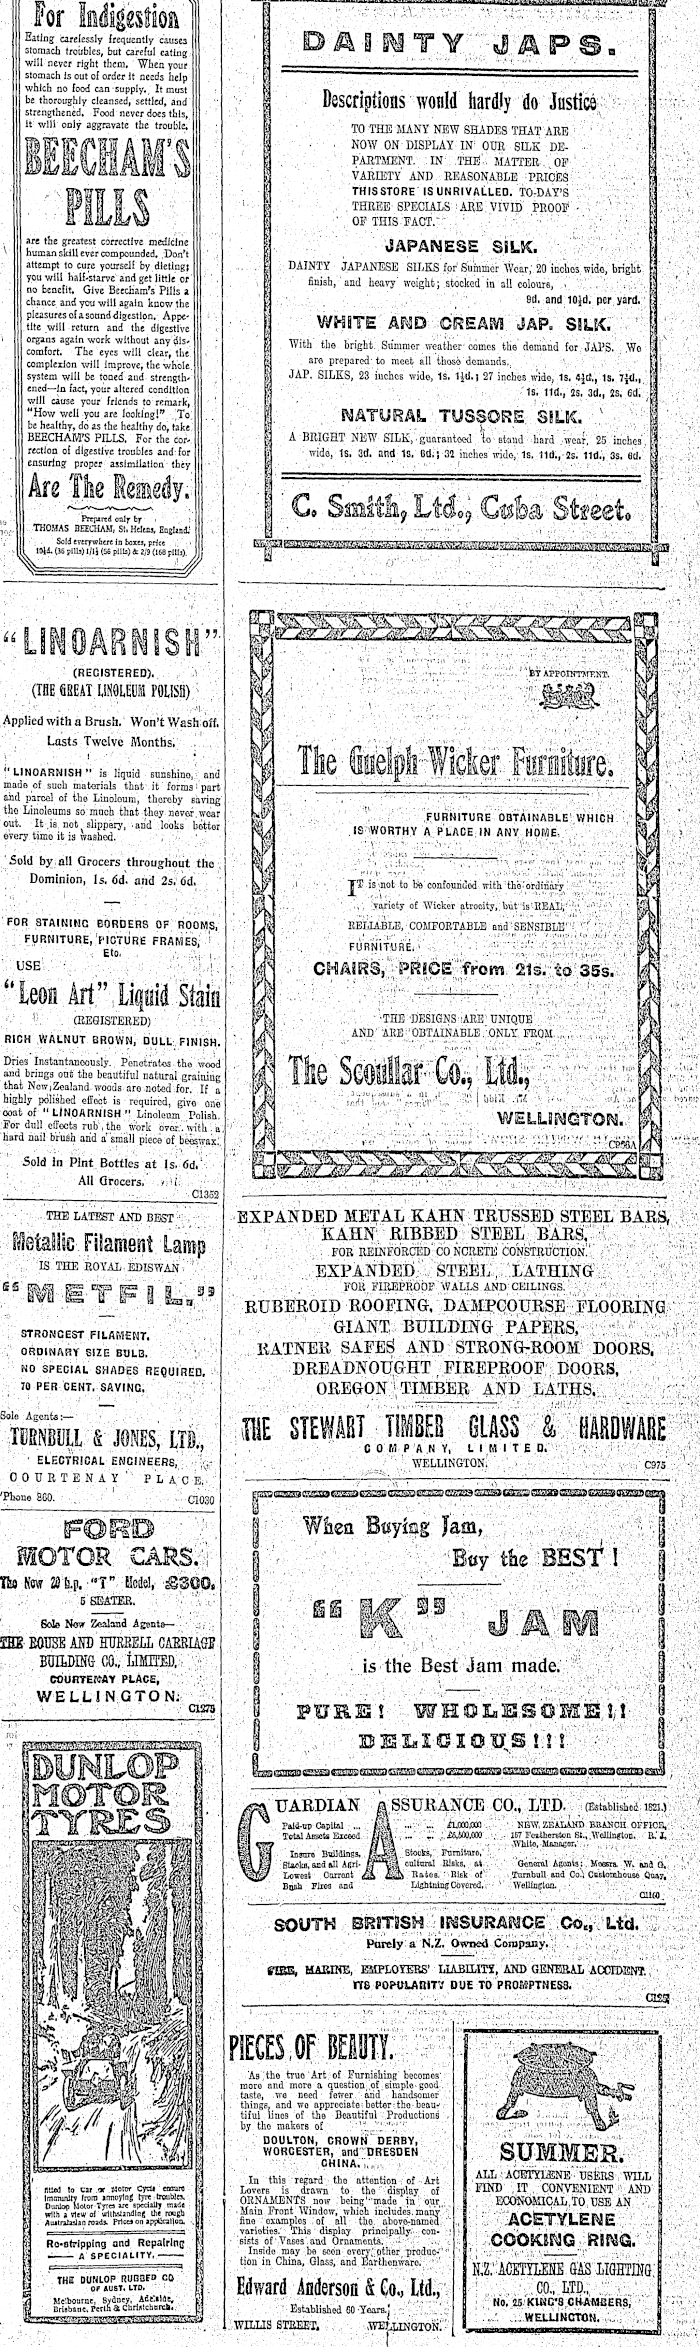 For Indigestion
Eating carelessly frequently causes
stomach troubles, but careful eating
will never right them. When your
stomach is out of order it needs help
which no food can supply. It must
be thoroughly cleansed, settled, and
strengthened. Food never does this,
it will only aggravate the trouble.
BEECHAM'S
PILLS
are the greatest corrective medicine
human skill ever compounded. Don't
attempt to cure yourself by dieting;
you will half-starve and get little or
no benefit. Give Beecham's Pills a
chance and you will again know the
pleasures of a sound digestion. Appe-
tite will return and the digestive
organs again work without any dis-
comfort. The eyes will clear, the
complexion will improve, the whole
system will be toned and strength-
ened—in fact, your altered condition
will cause your friends to remark,
"How well you are looking!" To
be healthy, do as the healthy do, take
BEECHAM'S PILLS. For the cor-
rection of digestive troubles and for
ensuring proper assimilation they
Are The Remedy.
Prepared only by
THOMAS BEECHAM, St. Helens, England.
Sold everywhere in boxes, price
10½d. (36 pills) 1/1½ (56 pills) & 2/9 (168 pills).
"LINOARNISH"
(REGISTERED).
(THE GREAT LINOLEUM POLISH)
Applied with a Brush. Won't Wash off.
Lasts Twelve Months.
"LINOARNISH" is liquid sunshine, and
made of such materials that it forms part
and parcel of the Linoleum, thereby saving
the Linoleums so much that they never wear
out. It is not slippery, and looks better
every time it is washed.
Sold by all Grocers throughout the
Dominion, 1s. 6d. and 2s. 6d.
FOR STAINING BORDERS OF ROOMS,
FURNITURE, PICTURE FRAMES,
Etc.
USE
"Leon Art" Liquid Stain
(REGISTERED)
RICH WALNUT BROWN, DULL FINISH.
Dries Instantaneously. Penetrates the wood
and brings out the beautiful natural graining
that New Zealand woods are noted for. If a
highly polished effect is required, give one
coat of "LINOARNISH" Linoleum Polish.
For dull effects rub the work over with a
hard nail brush and a small piece of beeswax.
Sold in Pint Bottles at 1s. 6d.
All Grocers.
C1352
THE LATEST AND BEST
Metallic Filament Lamp
IS THE ROYAL EDISWAN
"METFIL."
STRONGEST FILAMENT.
ORDINARY SIZE BULB.
NO SPECIAL SHADES REQUIRED.
70 PER CENT. SAVING.
Sole Agents:—
TURNBULL & JONES, LTD.,
ELECTRICAL ENGINEERS,
COURTENAY PLACE.
'Phone 860. C1030
FORD
MOTOR CARS.
The New 20 h.p. "T" Model, £300.
5 SEATER.
Sole New Zealand Agents—
THE ROUSE AND HURRELL CARRIAGE
BUILDING CO., LIMITED,
COURTENAY PLACE,
WELLINGTON.
C1275
DUNLOP
MOTOR
TYRES
fitted to Car or Motor Cycle ensure
immunity from annoying tyre troubles.
Dunlop Motor Tyres are specially made
with a view of withstanding the rough
Australasian roads. Prices on application.
Re-stripping and Repairing
A SPECIALITY.
THE DUNLOP RUBBER CO
OF AUST. LTD.
Melbourne, Sydney, Adelaide,
Brisbane, Perth & Christchurch.
DAINTY JAPS.
Descriptions would hardly do Justice
TO THE MANY NEW SHADES THAT ARE
NOW ON DISPLAY IN OUR SILK DE-
PARTMENT. IN THE MATTER OF
VARIETY AND REASONABLE PRICES
THIS STORE IS UNRIVALLED. TO-DAY'S
THREE SPECIALS ARE VIVID PROOF
OF THIS FACT.
JAPANESE SILK.
DAINTY JAPANESE SILKS for Summer Wear, 20 inches wide, bright
finish, and heavy weight; stocked in all colours,
9d. and 10½d. per yard.
WHITE AND CREAM JAP. SILK.
With the bright Summer weather comes the demand for JAPS. We
are prepared to meet all those demands.
JAP. SILKS, 23 inches wide, 1s. 1½d.; 27 inches wide, 1s. 4½d., 1s. 7½d.,
1s. 11d., 2s. 3d., 2s. 6d.
NATURAL TUSSORE SILK.
A BRIGHT NEW SILK, guaranteed to stand hard wear, 25 inches
wide, 1s. 3d. and 1s. 6d.; 32 inches wide, 1s. 11d., 2s. 11d., 3s. 6d.
C. Smith, Ltd., Cuba Street.
BY APPOINTMENT.
The Guelph Wicker Furniture.
FURNITURE OBTAINABLE WHICH
IS WORTHY A PLACE IN ANY HOME.
IT is not to be confounded with the ordinary
variety of Wicker atrocity, but is REAL,
RELIABLE, COMFORTABLE and SENSIBLE
FURNITURE.
CHAIRS, PRICE from 21s. to 35s.
THE DESIGNS ARE UNIQUE
AND ARE OBTAINABLE ONLY FROM
The Scoullar Co., Ltd.,
WELLINGTON.
EXPANDED METAL KAHN TRUSSED STEEL BARS,
KAHN RIBBED STEEL BARS,
FOR REINFORCED CONCRETE CONSTRUCTION.
EXPANDED STEEL LATHING
FOR FIREPROOF WALLS AND CEILINGS.
RUBEROID ROOFING, DAMPCOURSE FLOORING
GIANT BUILDING PAPERS,
RATNER SAFES AND STRONG-ROOM DOORS,
DREADNOUGHT FIREPROOF DOORS,
OREGON TIMBER AND LATHS.
THE STEWART TIMBER GLASS & HARDWARE
COMPANY, LIMITED.
WELLINGTON. C975
When Buying Jam,
Buy the BEST!
"K" JAM
is the Best Jam made.
PURE! WHOLESOME!!
DELICIOUS!!!
GUARDIAN ASSURANCE CO., LTD. (Established 1821.)
Paid-up Capital ... £1,000,000
Total Assets Exceed ... £6,500,000
Insure Buildings, Stocks, Furniture,
Stacks, and all Agri- cultural Risks, at
Lowest Current Rates. Risk of
Bush Fires and Lightning Covered.
NEW ZEALAND BRANCH OFFICE,
157 Featherston St., Wellington. R. J.
White, Manager.
General Agents: Messrs. W. and G.
Turnbull and Co., Customhouse Quay,
Wellington.
C1160
SOUTH BRITISH INSURANCE Co., Ltd.
Purely a N.Z. Owned Company.
FIRE, MARINE, EMPLOYERS' LIABILITY, AND GENERAL ACCIDENT.
ITS POPULARITY DUE TO PROMPTNESS.
C125
PIECES OF BEAUTY.
As the true Art of Furnishing becomes
more and more a question of simple good
taste, we need fewer and handsomer
things, and we appreciate better the beau-
tiful lines of the Beautiful Productions
by the makers of
DOULTON, CROWN DERBY,
WORCESTER, and DRESDEN
CHINA.
In this regard the attention of Art
Lovers is drawn to the display of
ORNAMENTS now being made in our
Main Front Window, which includes many
fine examples of all the above-named
varieties. This display principally con-
sists of Vases and Ornaments.
Inside may be seen every other produc-
tion in China, Glass, and Earthenware.
Edward Anderson & Co., Ltd.,
Established 60 Years.
WILLIS STREET, WELLINGTON.
SUMMER.
ALL ACETYLENE USERS WILL
FIND IT CONVENIENT AND
ECONOMICAL TO USE AN
ACETYLENE
COOKING RING.
N.Z. ACETYLENE GAS LIGHTING
CO., LTD.,
No. 25 KING'S CHAMBERS,
WELLINGTON.